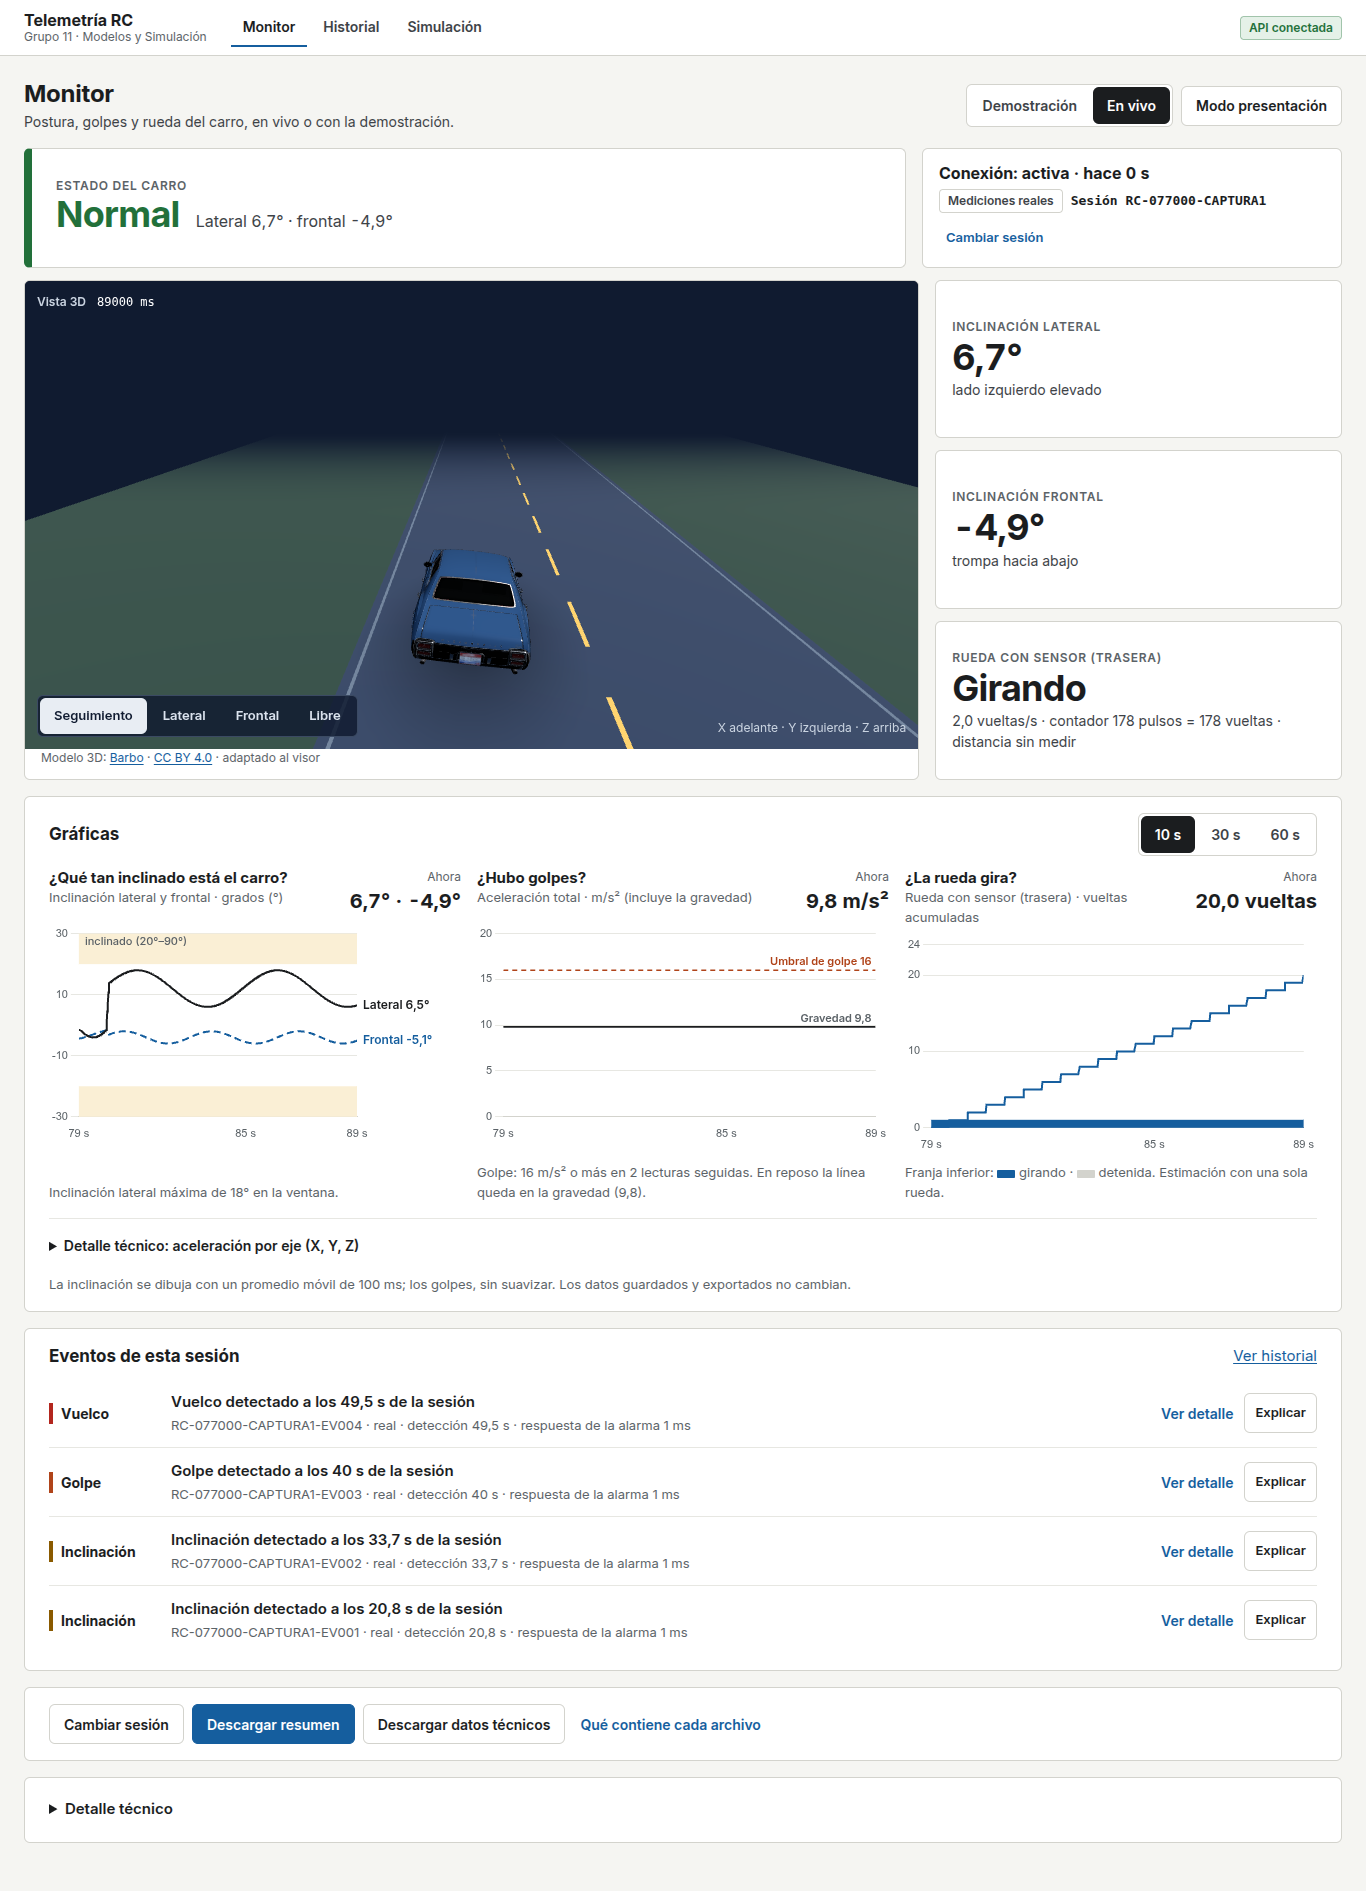 Telemetría RC
Grupo 11 · Modelos y Simulación
Monitor
Historial
Simulación
API conectada
Monitor
Postura, golpes y rueda del carro, en vivo o con la demostración.
Demostración
En vivo
Modo presentación
ESTADO DEL CARRO
Normal Lateral 6,7° · frontal -4,9°
Conexión: activa · hace 0 s
Mediciones reales Sesión RC-077000-CAPTURA1
Cambiar sesión
Vista 3D 89000 ms
Seguimiento
Lateral
Frontal
Libre
X adelante · Y izquierda · Z arriba
Modelo 3D: Barbo · CC BY 4.0 · adaptado al visor
INCLINACIÓN LATERAL
6,7°
lado izquierdo elevado
INCLINACIÓN FRONTAL
-4,9°
trompa hacia abajo
RUEDA CON SENSOR (TRASERA)
Girando
2,0 vueltas/s · contador 178 pulsos = 178 vueltas ·
distancia sin medir
Gráficas
10 s
30 s
60 s
¿Qué tan inclinado está el carro?
Inclinación lateral y frontal · grados (°)
Ahora
6,7° · -4,9°
30
inclinado (20°–90°)
10
-10
-30
Lateral 6,5°
Frontal -5,1°
79 s
85 s
89 s
Inclinación lateral máxima de 18° en la ventana.
¿Hubo golpes?
Aceleración total · m/s² (incluye la gravedad)
Ahora
9,8 m/s²
20
Umbral de golpe 16
15
Gravedad 9,8
10
5
0
79 s
85 s
89 s
Golpe: 16 m/s² o más en 2 lecturas seguidas. En reposo la línea
queda en la gravedad (9,8).
¿La rueda gira?
Rueda con sensor (trasera) · vueltas
acumuladas
Ahora
20,0 vueltas
24
20
10
0
79 s
85 s
89 s
Franja inferior: girando · detenida. Estimación con una sola
rueda.
Detalle técnico: aceleración por eje (X, Y, Z)
La inclinación se dibuja con un promedio móvil de 100 ms; los golpes, sin suavizar. Los datos guardados y exportados no cambian.
Eventos de esta sesión
Ver historial
Vuelco
Vuelco detectado a los 49,5 s de la sesión
RC-077000-CAPTURA1-EV004 · real · detección 49,5 s · respuesta de la alarma 1 ms
Ver detalle
Explicar
Golpe
Golpe detectado a los 40 s de la sesión
RC-077000-CAPTURA1-EV003 · real · detección 40 s · respuesta de la alarma 1 ms
Ver detalle
Explicar
Inclinación
Inclinación detectado a los 33,7 s de la sesión
RC-077000-CAPTURA1-EV002 · real · detección 33,7 s · respuesta de la alarma 1 ms
Ver detalle
Explicar
Inclinación
Inclinación detectado a los 20,8 s de la sesión
RC-077000-CAPTURA1-EV001 · real · detección 20,8 s · respuesta de la alarma 1 ms
Ver detalle
Explicar
Cambiar sesión
Descargar resumen
Descargar datos técnicos
Qué contiene cada archivo
Detalle técnico